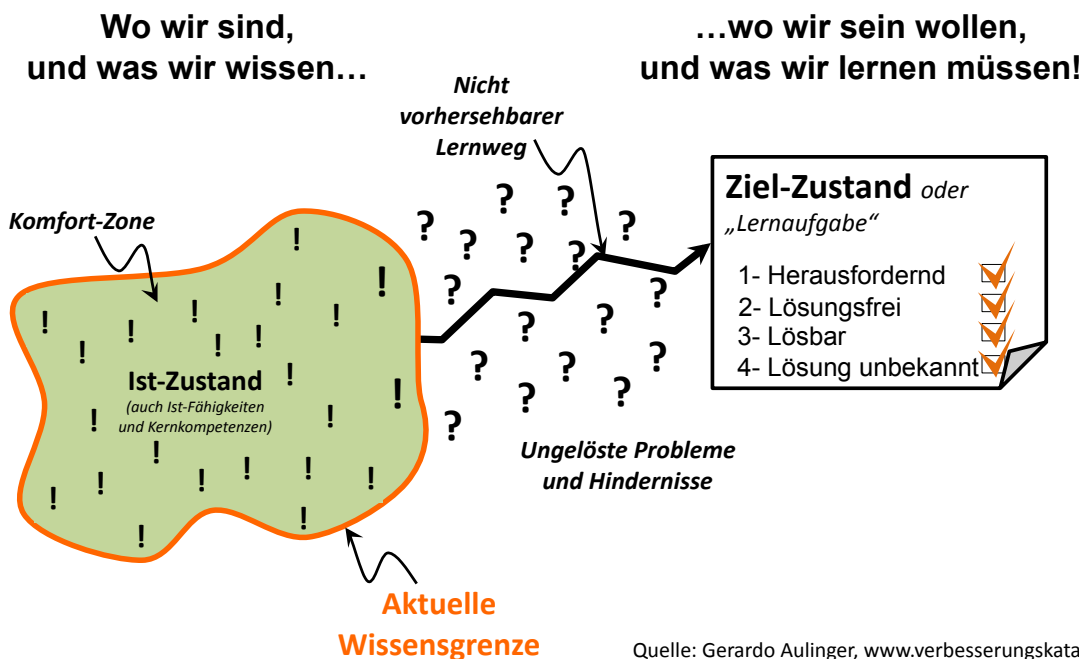 Wo wir sind,
und was wir wissen…
…wo wir sein wollen,
und was wir lernen müssen!
Nicht
vorhersehbarer
Lernweg
Komfort-Zone
Ziel-Zustand oder
„Lernaufgabe“
1- Herausfordernd
2- Lösungsfrei
3- Lösbar
4- Lösung unbekannt
Ist-Zustand
(auch Ist-Fähigkeiten
und Kernkompetenzen)
Ungelöste Probleme
und Hindernisse
Aktuelle
Wissensgrenze
Quelle: Gerardo Aulinger, www.verbesserungskata